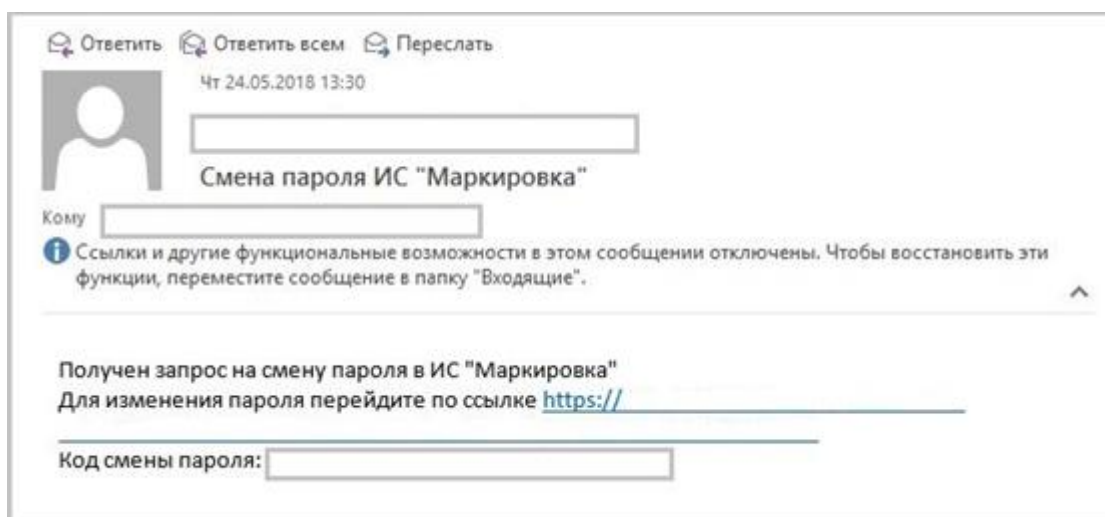 Ответить Ответить всем Переслать
Чт 24.05.2018 13:30
Смена пароля ИС "Маркировка"
Кому
Ссылки и другие функциональные возможности в этом сообщении отключены. Чтобы восстановить эти
функции, переместите сообщение в папку "Входящие".
Получен запрос на смену пароля в ИС "Маркировка"
Для изменения пароля перейдите по ссылке https://
Код смены пароля: